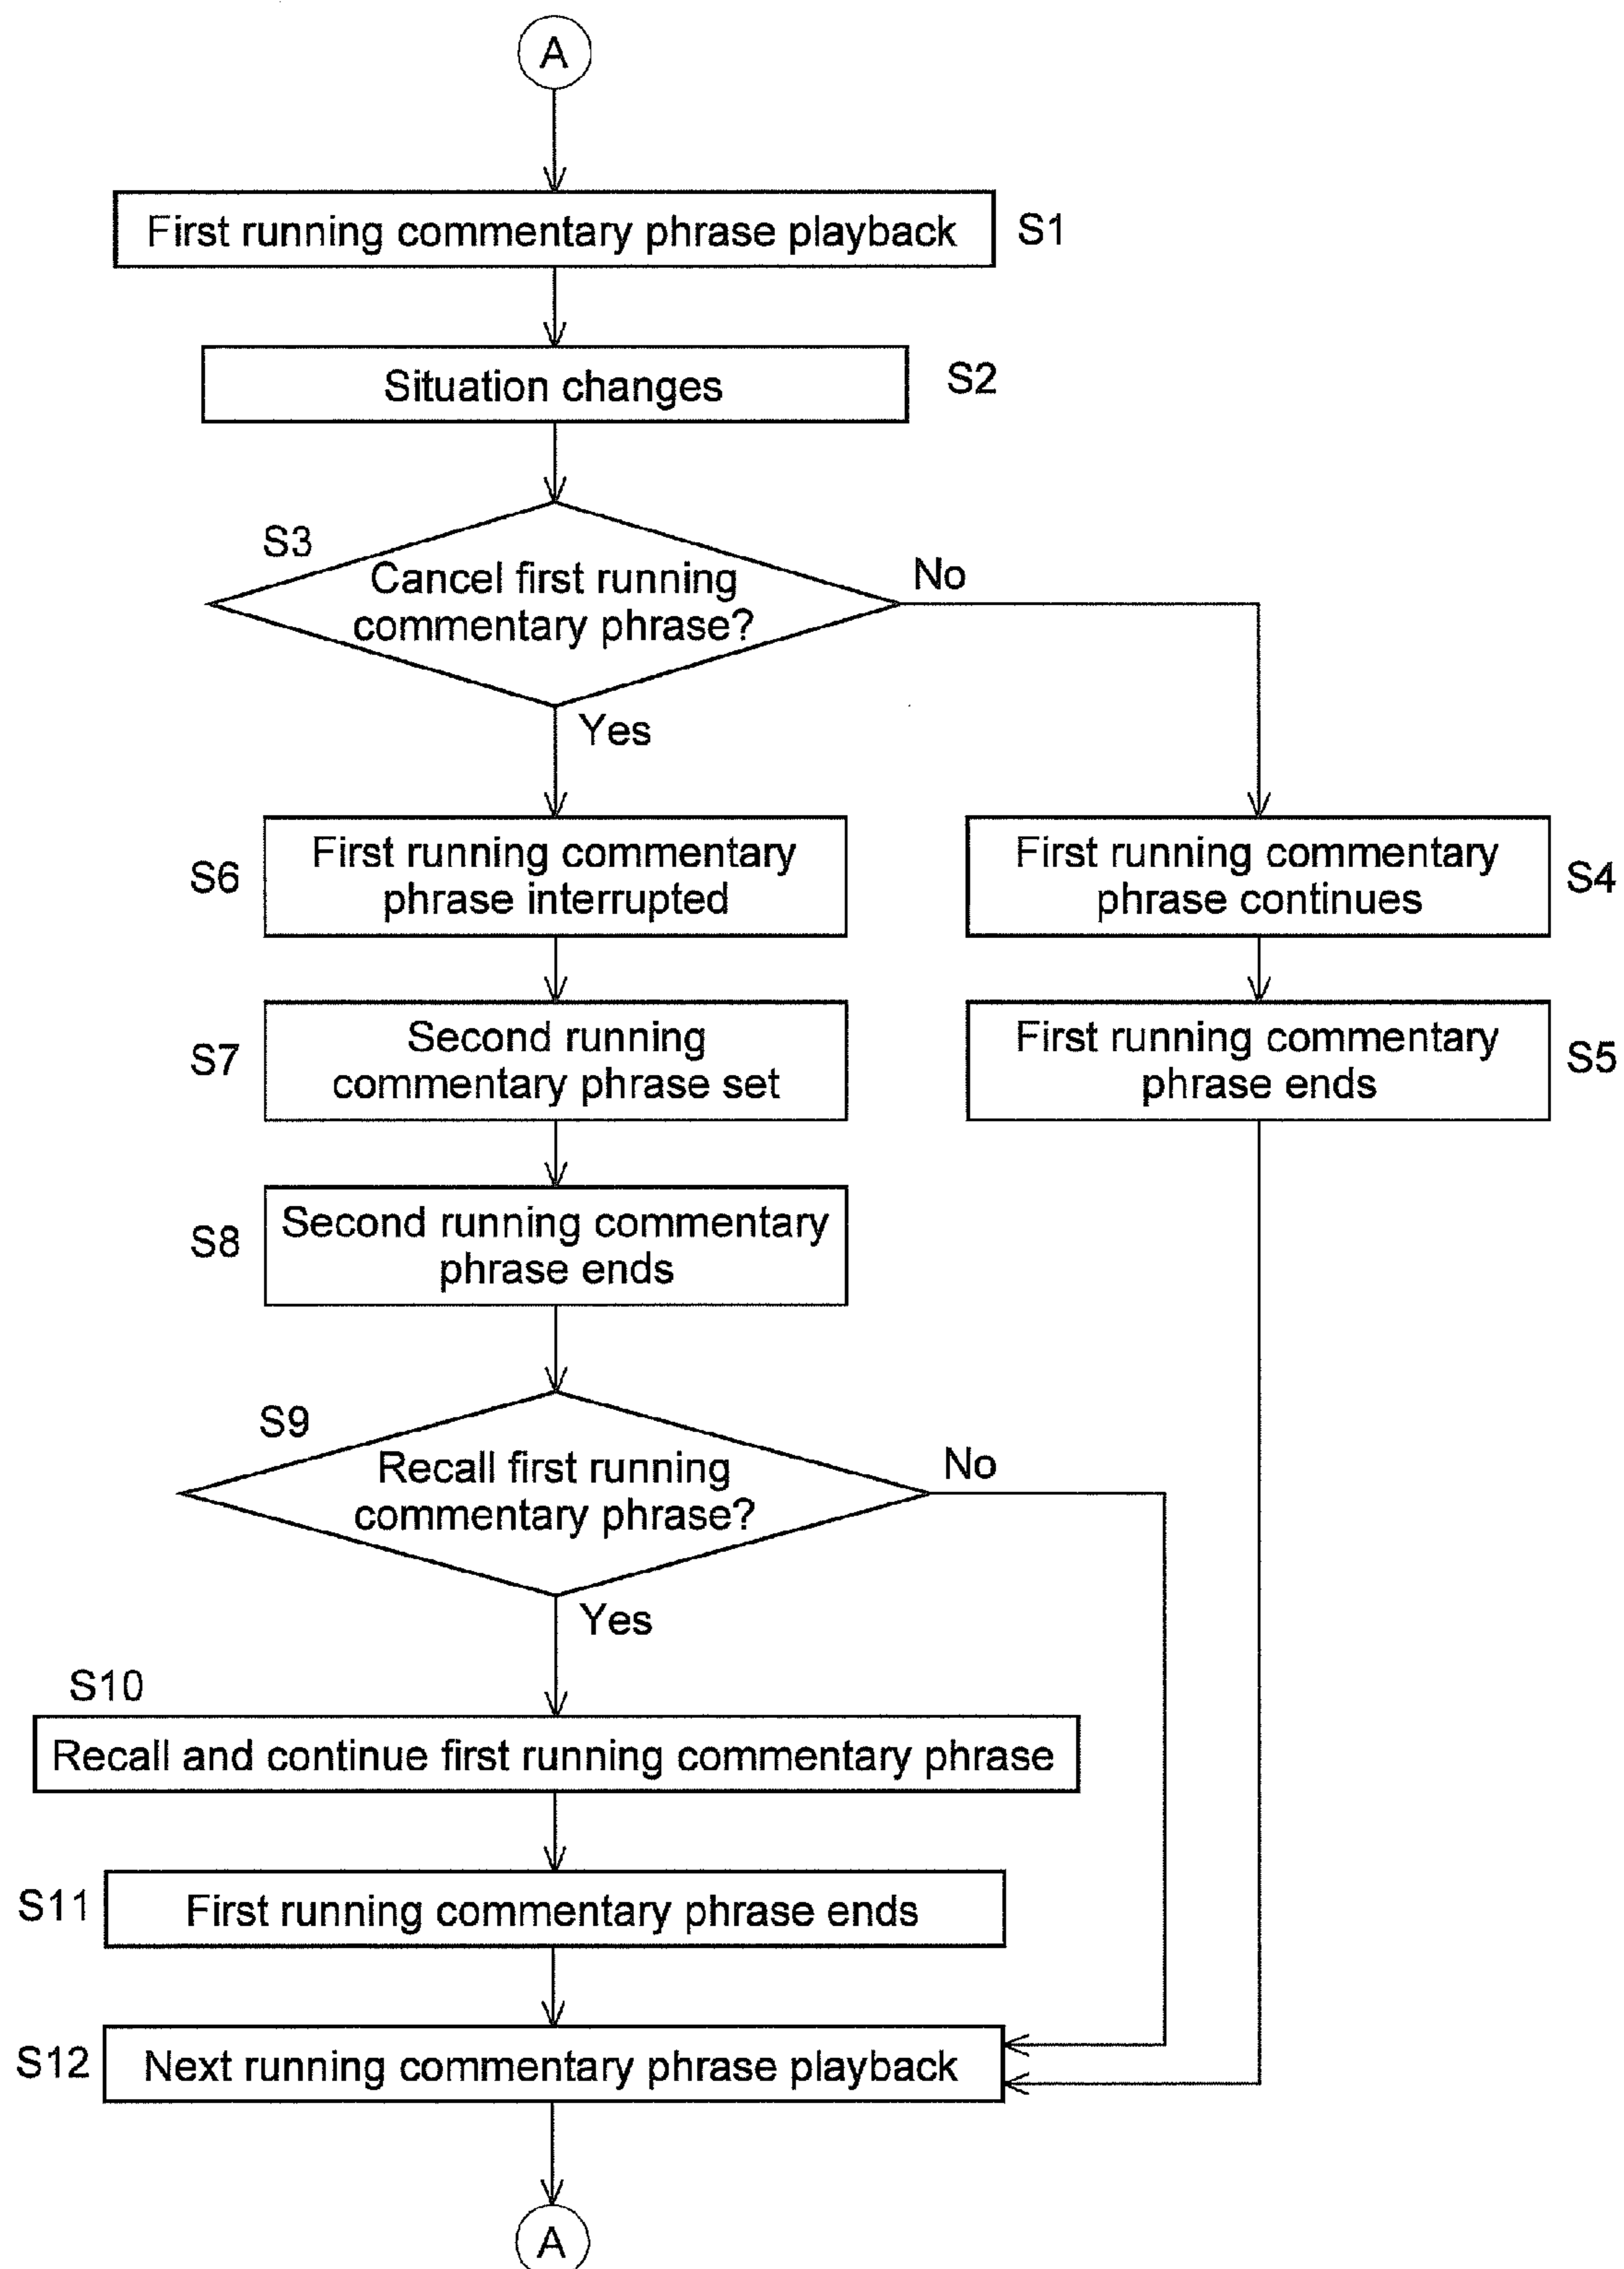 A
First running commentary phrase playback
S1
Situation changes
S2
S3
Cancel first running
commentary phrase?
No
Yes
S6
First running commentary
phrase interrupted
First running commentary
phrase continues
S4
S7
Second running
commentary phrase set
First running commentary
phrase ends
S5
S8
Second running commentary
phrase ends
S9
Recall first running
commentary phrase?
No
Yes
S10
Recall and continue first running commentary phrase
S11
First running commentary phrase ends
S12
Next running commentary phrase playback
A